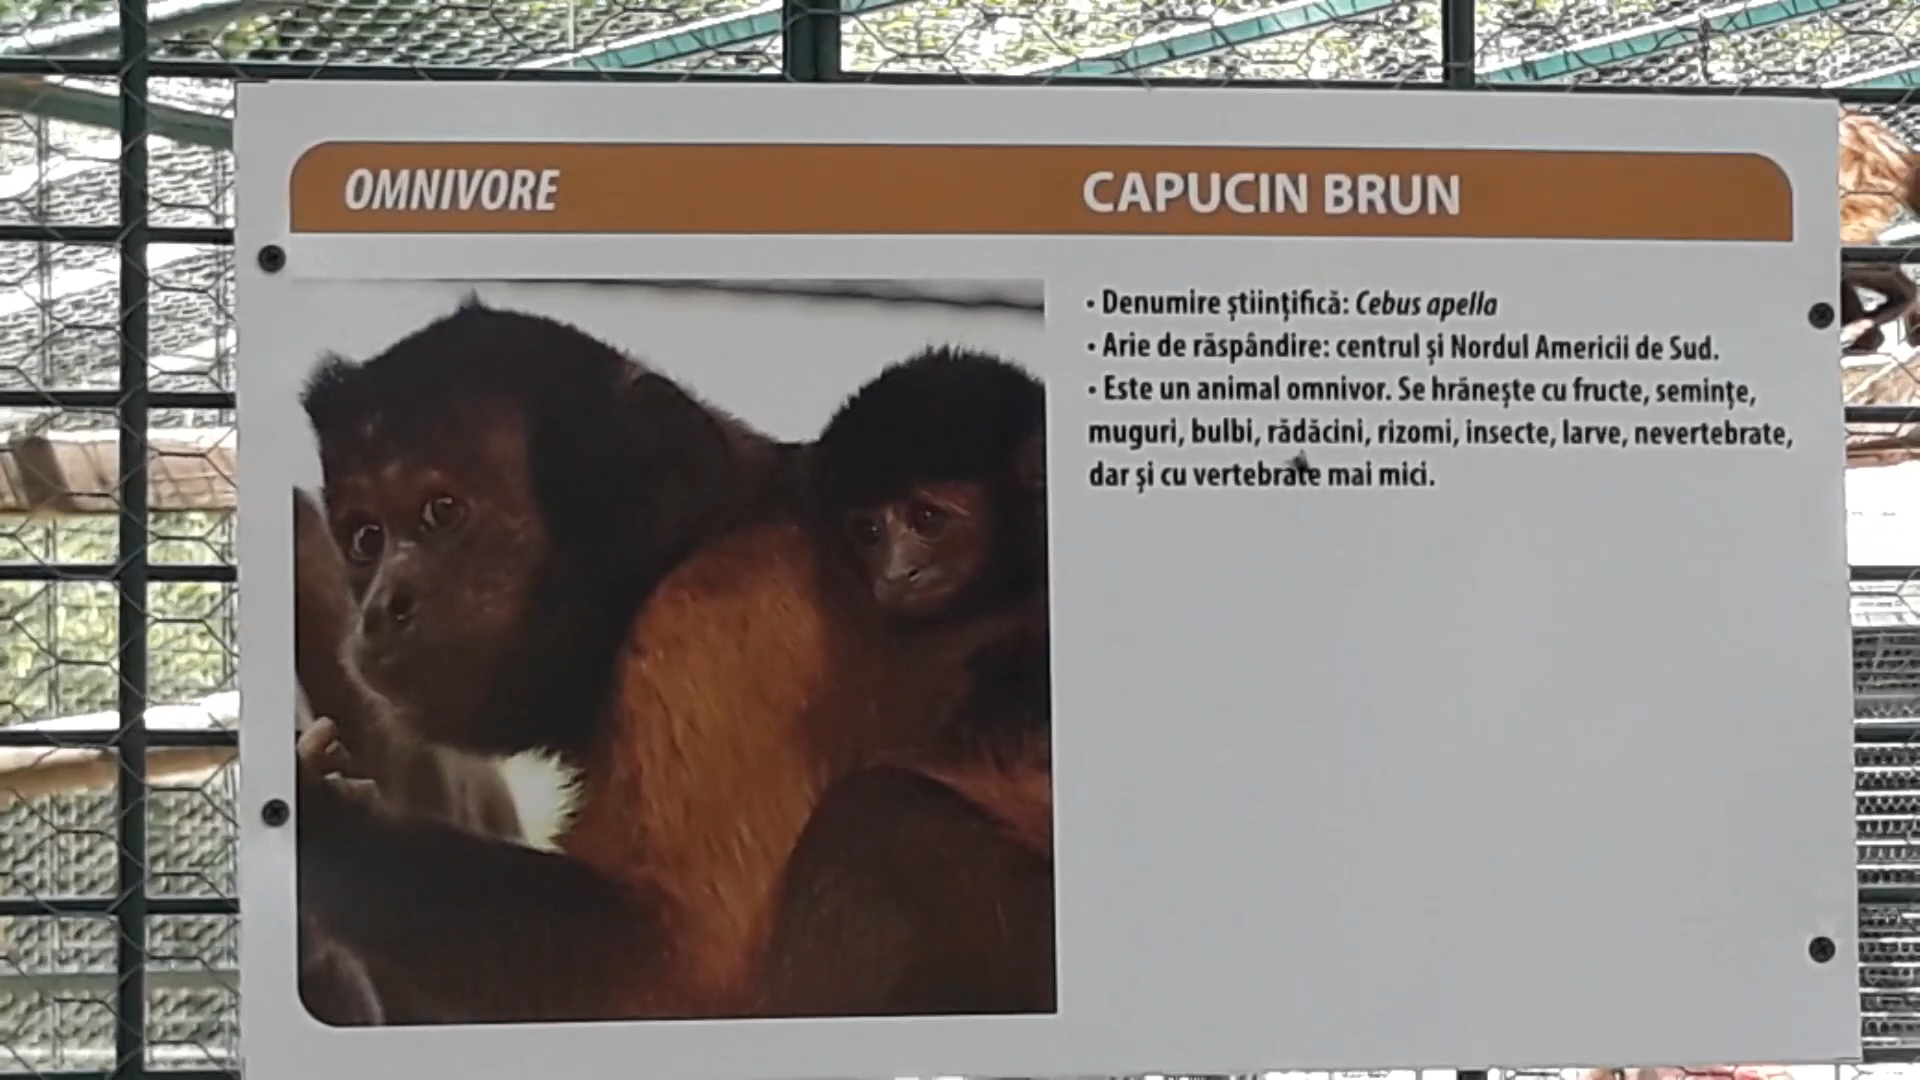 OMNIVORE
CAPUCIN BRUN
• Denumire științifică: Cebus apella
• Arie de răspândire: centrul și Nordul Americii de Sud.
• Este un animal omnivor. Se hrănește cu fructe, semințe,
muguri, bulbi, rădăcini, rizomi, insecte, larve, nevertebrate,
dar și cu vertebrate mai mici.